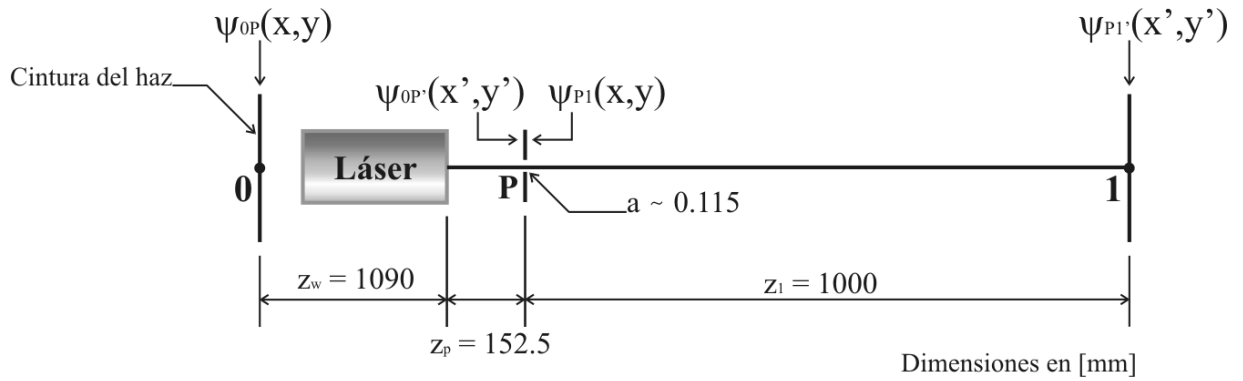 ψ0P(x,y)
ψP1’(x’,y’)
Cintura del haz
ψ0P’(x’,y’)
ψP1(x,y)
Láser
0
P
1
a ~ 0.115
zw = 1090
z1 = 1000
zp = 152.5
Dimensiones en [mm]